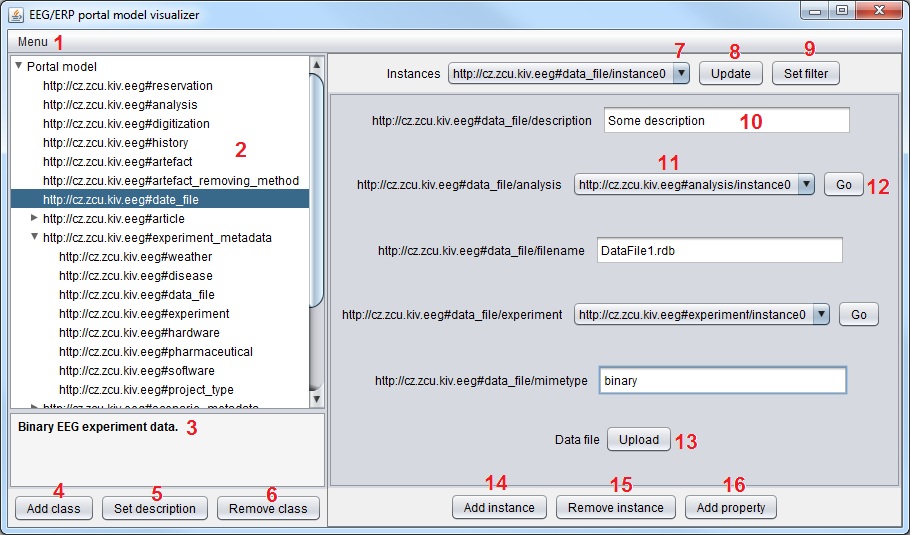 EEG/ERP portal model visualizer
Menu 1
Portal model
http://cz.zcu.kiv.eeg#reservation
http://cz.zcu.kiv.eeg#analysis
http://cz.zcu.kiv.eeg#digitization
http://cz.zcu.kiv.eeg#history
2
http://cz.zcu.kiv.eeg#artefact
http://cz.zcu.kiv.eeg#artefact_removing_method
http://cz.zcu.kiv.eeg#date_file
http://cz.zcu.kiv.eeg#article
http://cz.zcu.kiv.eeg#experiment_metadata
http://cz.zcu.kiv.eeg#weather
http://cz.zcu.kiv.eeg#disease
http://cz.zcu.kiv.eeg#data_file
http://cz.zcu.kiv.eeg#experiment
http://cz.zcu.kiv.eeg#hardware
http://cz.zcu.kiv.eeg#pharmaceutical
http://cz.zcu.kiv.eeg#software
http://cz.zcu.kiv.eeg#project_type
http://cz.zcu.kiv.eeg#scenario_metadata
Binary EEG experiment data. 3
4 5 6
Add class Set description Remove class
7 8 9
Instances http://cz.zcu.kiv.eeg#data_file/instance0 Update Set filter
http://cz.zcu.kiv.eeg#data_file/description Some description 10
11
http://cz.zcu.kiv.eeg#data_file/analysis http://cz.zcu.kiv.eeg#analysis/instance0 Go 12
http://cz.zcu.kiv.eeg#data_file/filename DataFile1.rdb
http://cz.zcu.kiv.eeg#data_file/experiment http://cz.zcu.kiv.eeg#experiment/instance0 Go
http://cz.zcu.kiv.eeg#data_file/mimetype binary
Data file Upload 13
14 15 16
Add instance Remove instance Add property